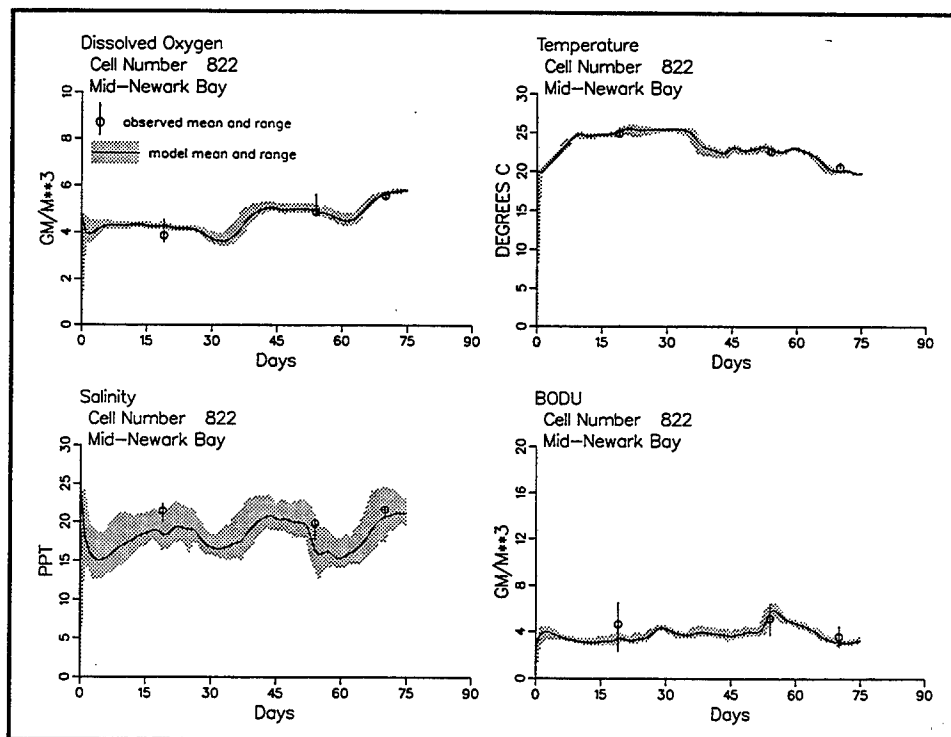 Dissolved Oxygen
Cell Number 822
Mid-Newark Bay
10
8
6
4
2
0
GM/M**3
observed mean and range
model mean and range
0 15 30 45 60 75 90
Days
Temperature
Cell Number 822
Mid-Newark Bay
30
25
20
15
10
5
0
DEGREES C
0 15 30 45 60 75 90
Days
Salinity
Cell Number 822
Mid-Newark Bay
30
25
20
15
10
5
0
PPT
0 15 30 45 60 75 90
Days
BODU
Cell Number 822
Mid-Newark Bay
20
16
12
8
4
0
GM/M**3
0 15 30 45 60 75 90
Days